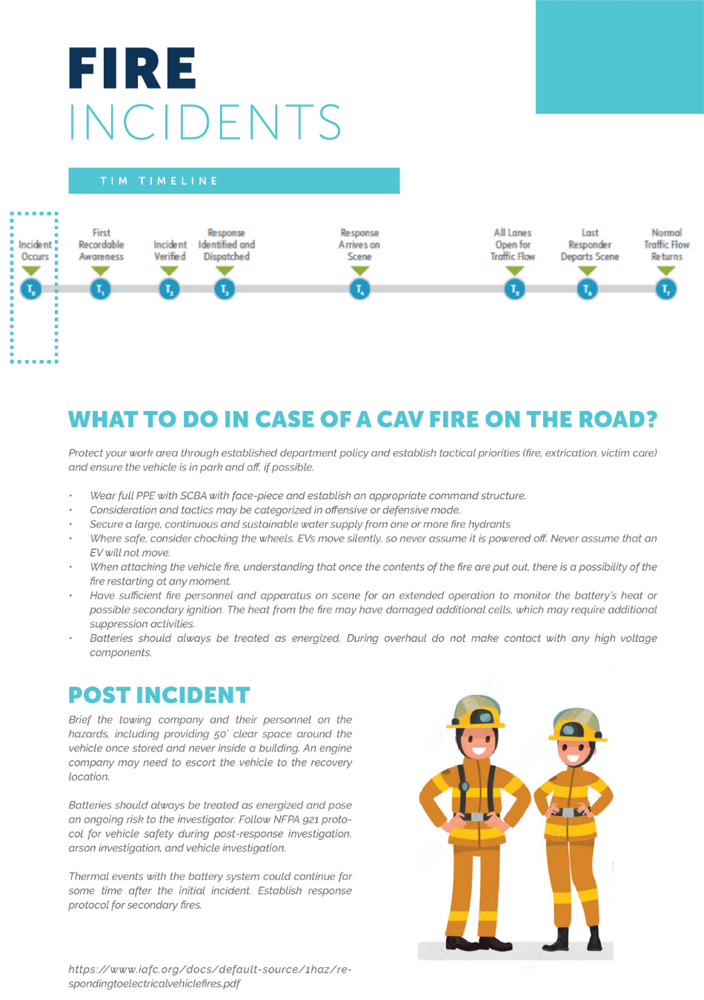 FIRE
INCIDENTS
TIM TIMELINE
Incident
Occurs
First
Recordable
Awareness
Incident
Verified
Response
Identified and
Dispatched
Response
Arrives on
Scene
All Lanes
Open for
Traffic Flow
Last
Responder
Departs Scene
Normal
Traffic Flow
Returns
T0
T1
T2
T3
T4
T5
T6
T7
WHAT TO DO IN CASE OF A CAV FIRE ON THE ROAD?
Protect your work area through established department policy and establish tactical priorities (fire, extrication, victim care)
and ensure the vehicle is in park and off, if possible.
• Wear full PPE with SCBA with face-piece and establish an appropriate command structure.
• Consideration and tactics may be categorized in offensive or defensive mode.
• Secure a large, continuous and sustainable water supply from one or more fire hydrants
• Where safe, consider chocking the wheels. EVs move silently, so never assume it is powered off. Never assume that an
EV will not move.
• When attacking the vehicle fire, understanding that once the contents of the fire are put out, there is a possibility of the
fire restarting at any moment.
• Have sufficient fire personnel and apparatus on scene for an extended operation to monitor the battery's heat or
possible secondary ignition. The heat from the fire may have damaged additional cells, which may require additional
suppression activities.
• Batteries should always be treated as energized. During overhaul do not make contact with any high voltage
components.
POST INCIDENT
Brief the towing company and their personnel on the
hazards, including providing 50' clear space around the
vehicle once stored and never inside a building. An engine
company may need to escort the vehicle to the recovery
location.
Batteries should always be treated as energized and pose
an ongoing risk to the investigator. Follow NFPA 921 proto-
col for vehicle safety during post-response investigation,
arson investigation, and vehicle investigation.
Thermal events with the battery system could continue for
some time after the initial incident. Establish response
protocol for secondary fires.
https://www.iafc.org/docs/default-source/1haz/re-
spondingtoelectricalvehiclefires.pdf